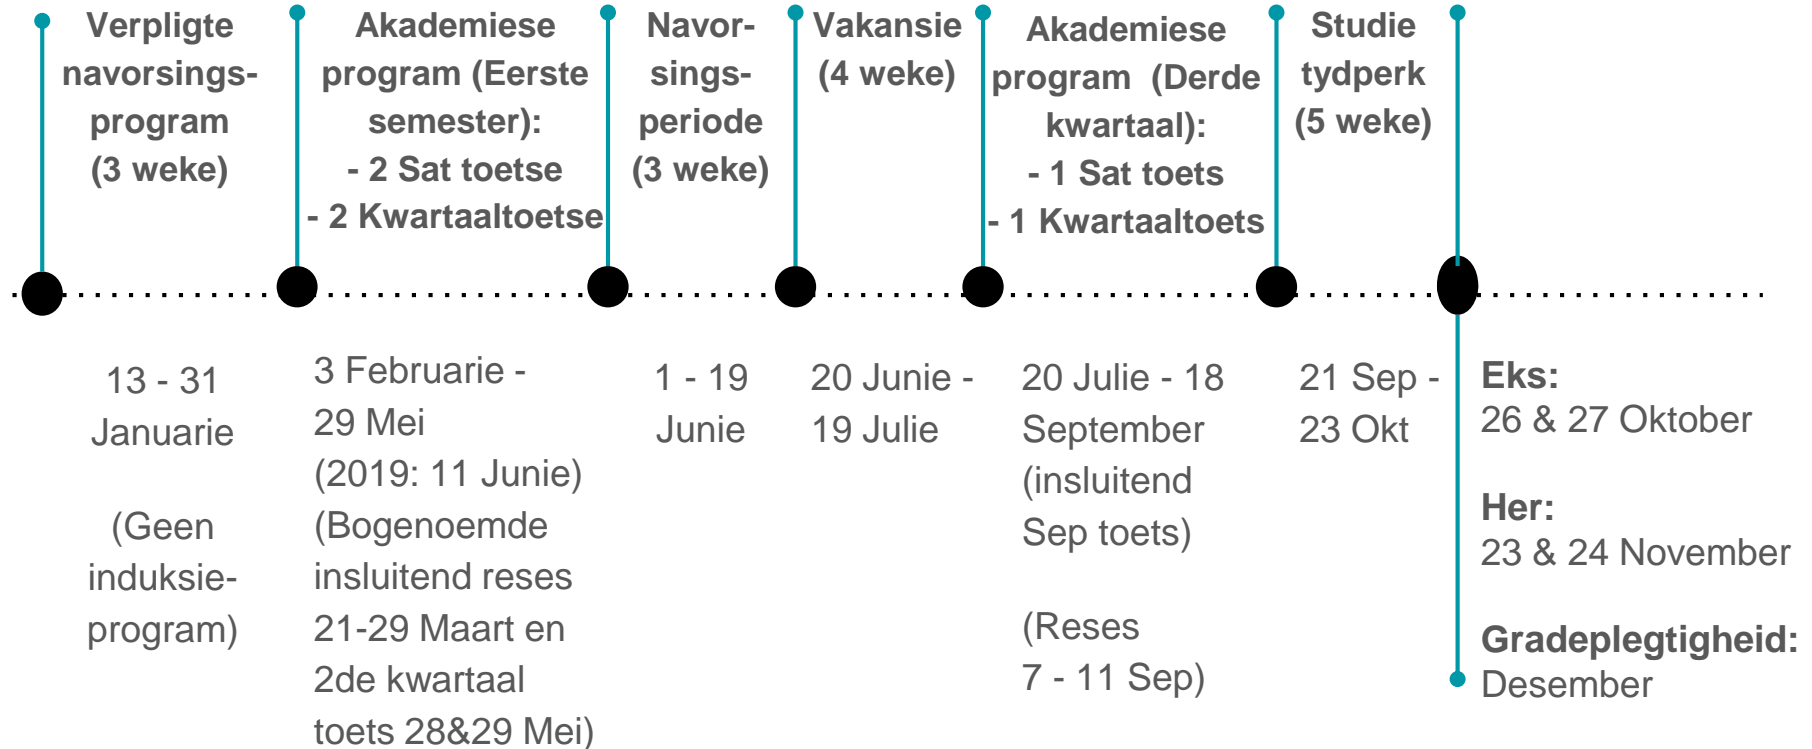 Verpligte
navorsings-
program
(3 weke)
Akademiese
program (Eerste
semester):
- 2 Sat toetse
- 2 Kwartaaltoetse
Navor-
sings-
periode
(3 weke)
Vakansie
(4 weke)
Akademiese
program (Derde
kwartaal):
- 1 Sat toets
- 1 Kwartaaltoets
Studie
tydperk
(5 weke)
13 - 31
Januarie
(Geen
induksie-
program)
3 Februarie -
29 Mei
(2019: 11 Junie)
(Bogenoemde
insluitend reses
21-29 Maart en
2de kwartaal
toets 28&29 Mei)
1 - 19
Junie
20 Junie -
19 Julie
20 Julie - 18
September
(insluitend
Sep toets)
(Reses
7 - 11 Sep)
21 Sep -
23 Okt
Eks:
26 & 27 Oktober
Her:
23 & 24 November
Gradeplegtigheid:
Desember